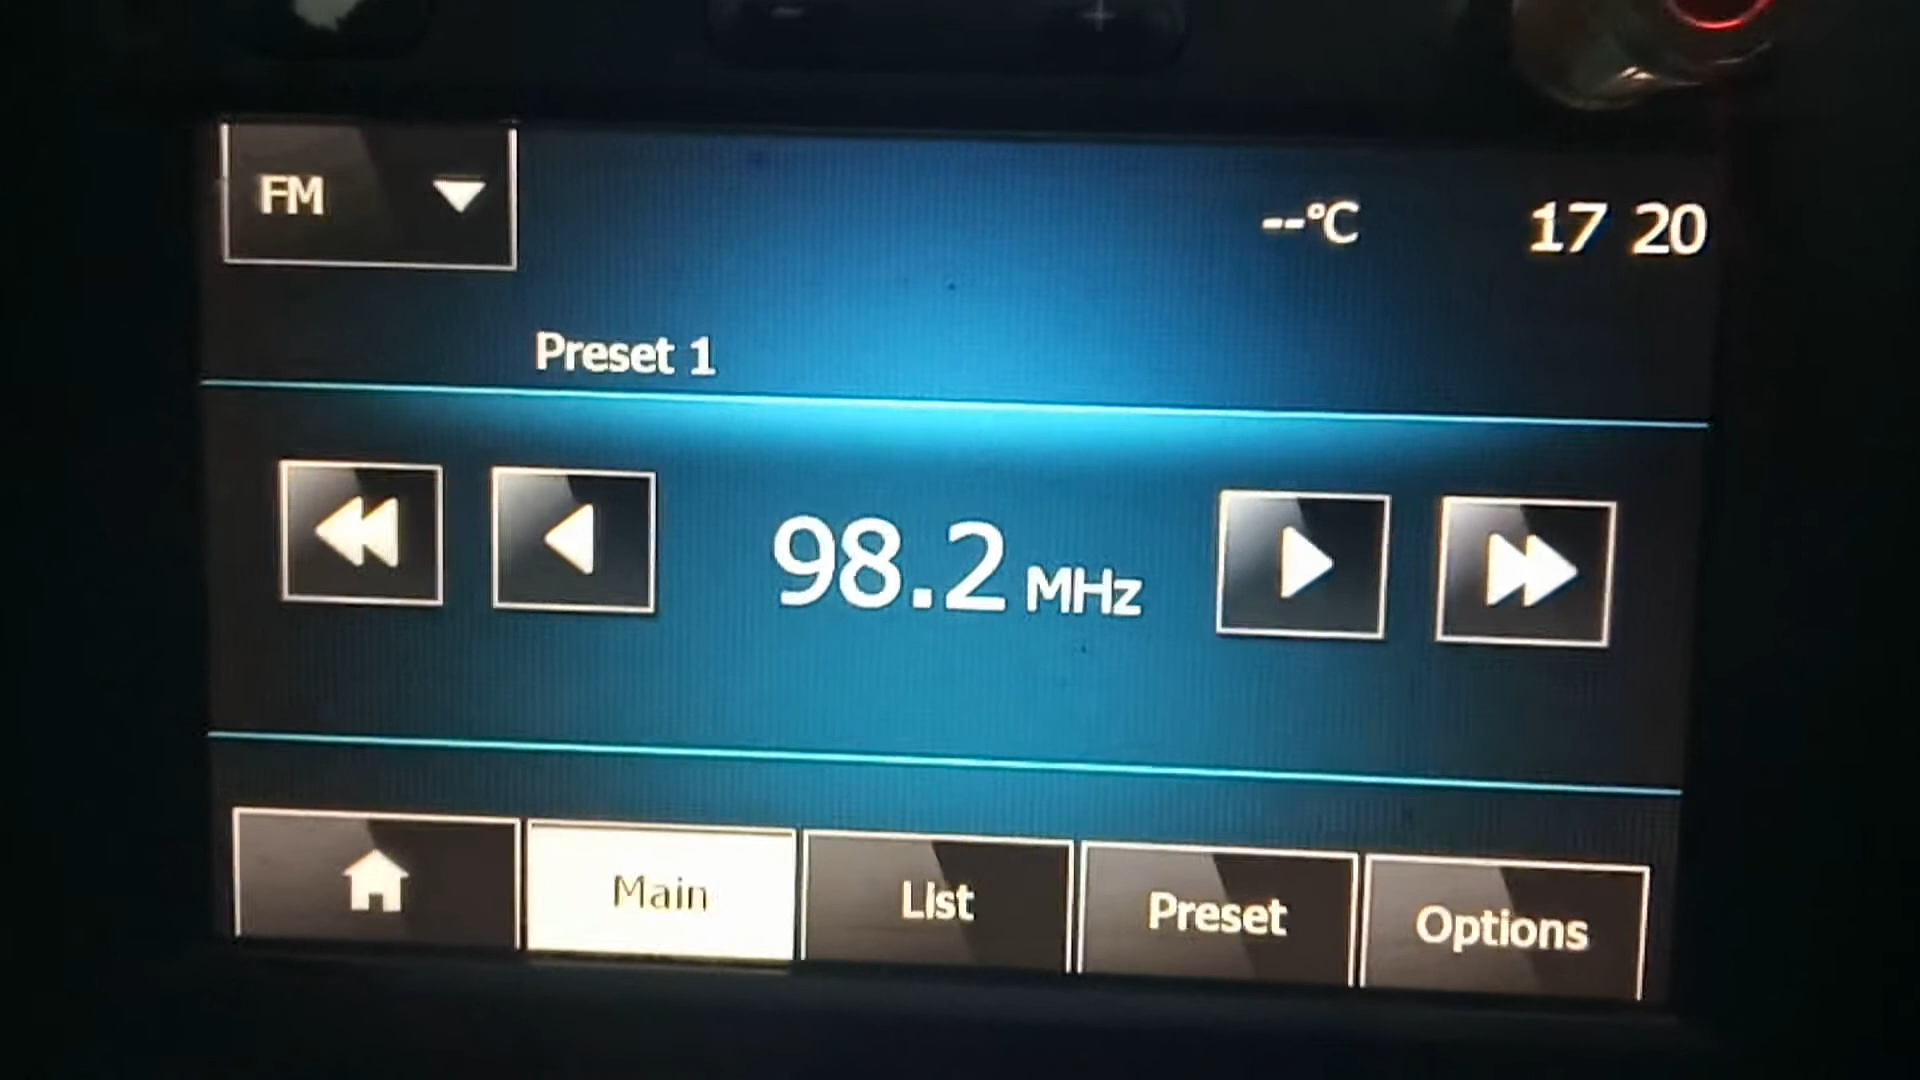 FM
--°C
17 20
Preset 1
98.2 MHz
Main
List
Preset
Options